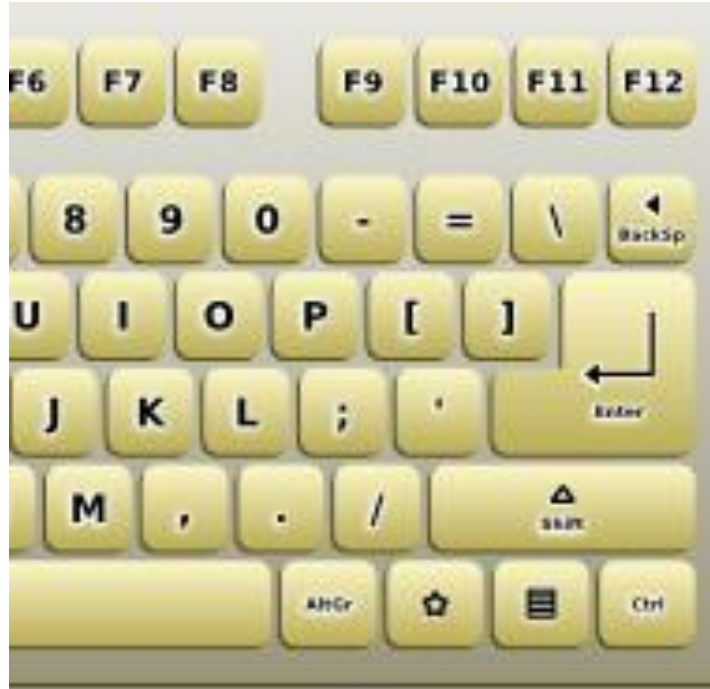 F6 F7 F8 F9 F10 F11 F12
8 9 0 - = \ BackSp
U I O P [ ]
J K L ; ' Enter
M , . / Shift
AltGr Ctrl